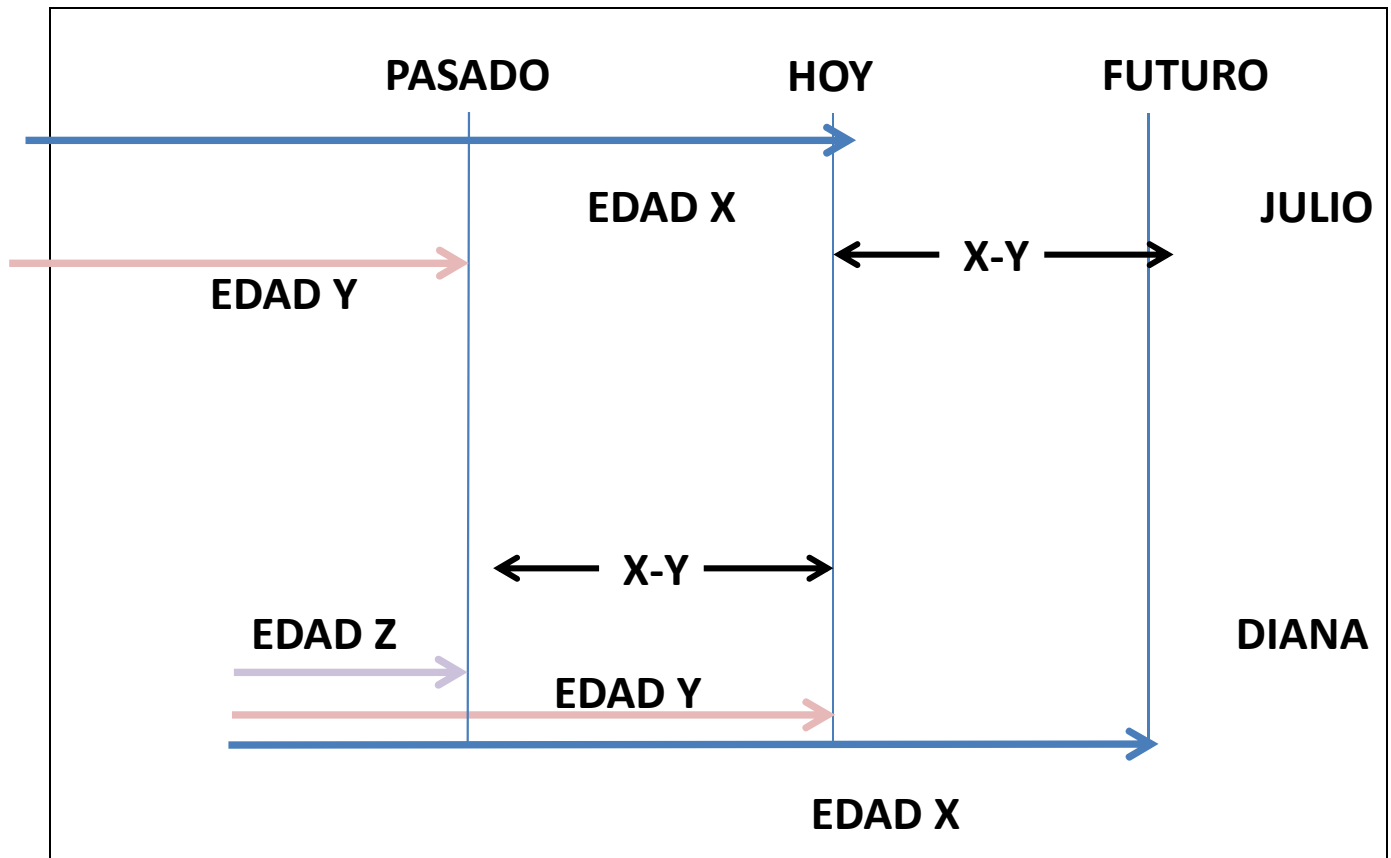 PASADO HOY FUTURO
EDAD X JULIO
X-Y
EDAD Y
X-Y
EDAD Z DIANA
EDAD Y
EDAD X